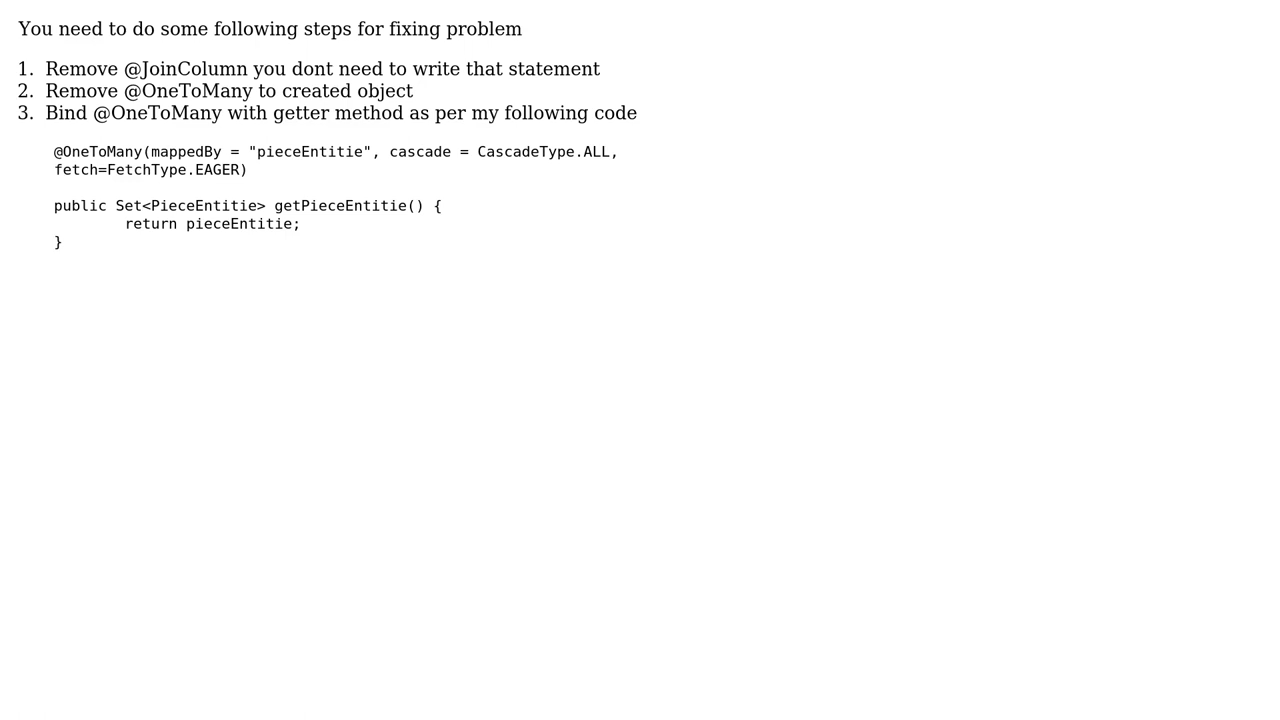 You need to do some following steps for fixing problem
1. Remove @JoinColumn you dont need to write that statement
2. Remove @OneToMany to created object
3. Bind @OneToMany with getter method as per my following code
@OneToMany(mappedBy = "pieceEntitie", cascade = CascadeType.ALL,
fetch=FetchType.EAGER)
public Set<PieceEntitie> getPieceEntitie() {
        return pieceEntitie;
}